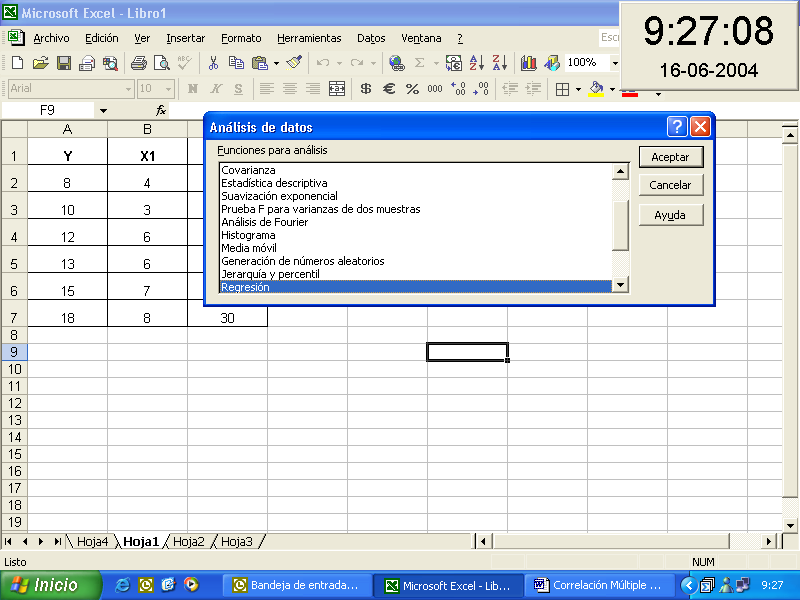 Microsoft Excel - Libro1
9:27:08
16-06-2004
Archivo Edición Ver Insertar Formato Herramientas Datos Ventana ?
100%
Arial 10 N K S $ € % 000
F9 fx
Análisis de datos
Funciones para análisis
Covarianza
Estadística descriptiva
Suavización exponencial
Prueba F para varianzas de dos muestras
Análisis de Fourier
Histograma
Media móvil
Generación de números aleatorios
Jerarquía y percentil
Regresión
Aceptar
Cancelar
Ayuda
A B
1 Y X1
2 8 4
3 10 3
4 12 6
5 13 6
6 15 7
7 18 8 30
8
9
10
11
12
13
14
15
16
17
18
19
Hoja4 Hoja1 Hoja2 Hoja3
Listo NUM
Inicio Bandeja de entrada... Microsoft Excel - Lib... Correlación Múltiple ... 9:27